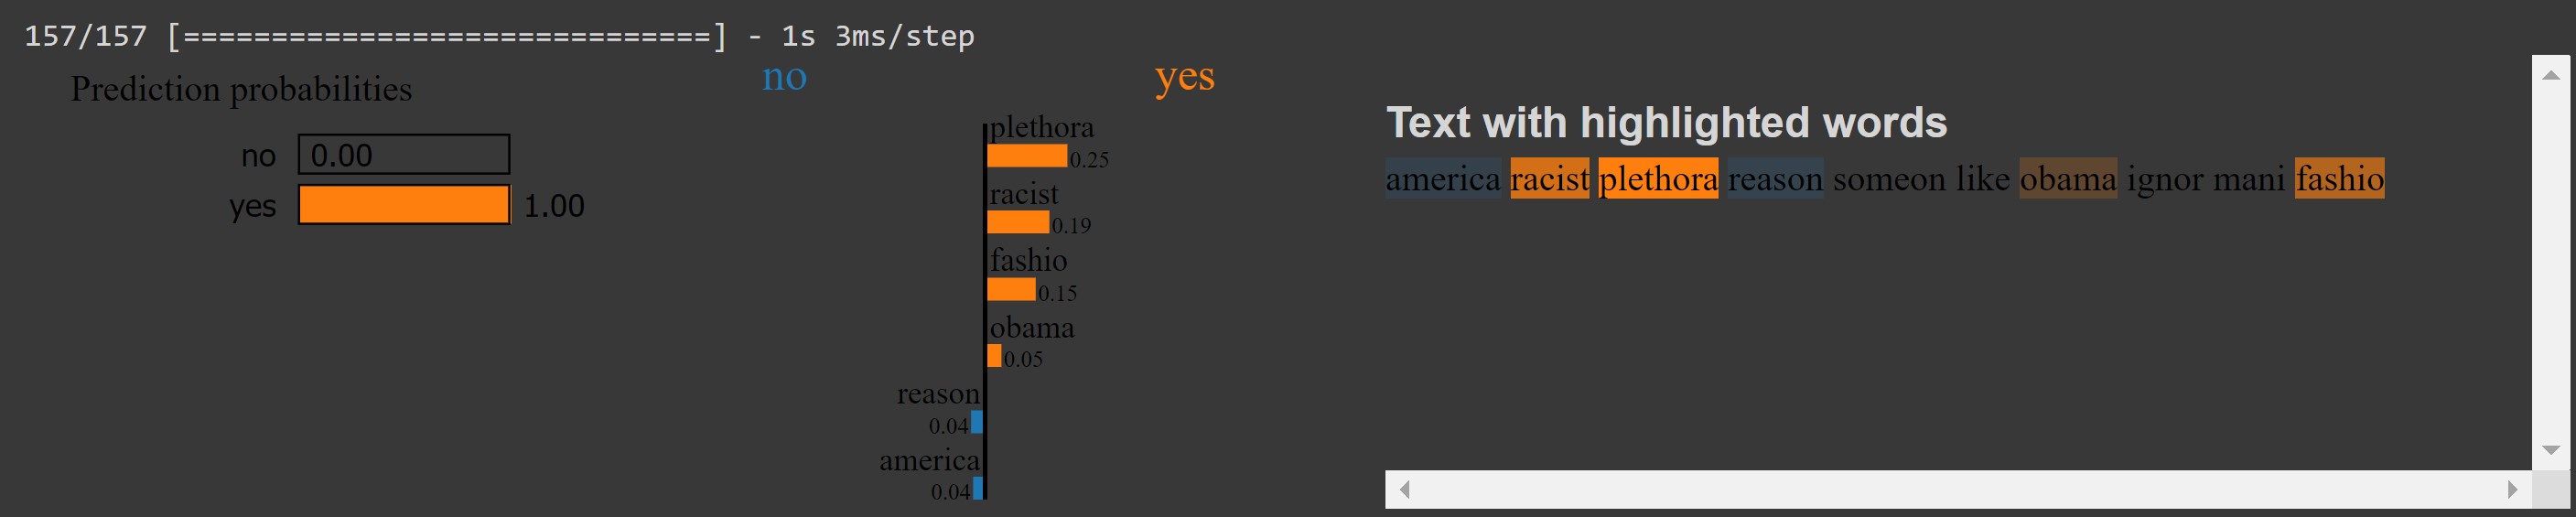 157/157 [==============================] - 1s 3ms/step
Prediction probabilities
no 0.00
yes 1.00
no yes
plethora
0.25
racist
0.19
fashio
0.15
obama
0.05
reason
0.04
america
0.04
Text with highlighted words
america racist plethora reason someon like obama ignor mani fashio